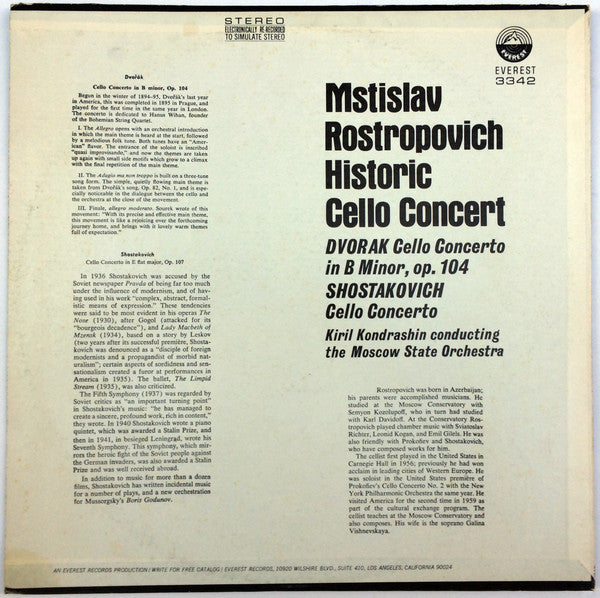 STEREO
ELECTRONICALLY RE-RECORDED
TO SIMULATE STEREO
EVEREST
EVEREST
3342
Dvořák
Cello Concerto in B minor, Op. 104
Begun in the winter of 1894-95, Dvořák's last year
in America, this was completed in 1895 in Prague, and
played for the first time in the same year in London.
The concerto is dedicated to Hanus Wihan, founder
of the Bohemian String Quartet.
I. The Allegro opens with an orchestral introduction
in which the main theme is heard at the start, followed
by a melodious folk tune. Both tunes have an "Amer-
ican" flavor. The entrance of the soloist is inscribed
"quasi improvisando," and now the themes are taken
up again with small side motifs which grow to a climax
with the final repetition of the main theme.
II. The Adagio ma non troppo is built on a three-tune
song form. The simple, quietly flowing main theme is
taken from Dvořák's song, Op. 82, No. 1, and is espe-
cially noticeable in the dialogue between the cello and
the orchestra at the close of the movement.
III. Finale, allegro moderato. Sourek wrote of this
movement: "With its precise and effective main theme,
this movement is like a rejoicing over the forthcoming
journey home, and brings with it lovely warm themes
full of expectation."
Shostakovich
Cello Concerto in E flat major, Op. 107
In 1936 Shostakovich was accused by the
Soviet newspaper Pravda of being far too much
under the influence of modernism, and of hav-
ing used in his work "complex, abstract, formal-
istic means of expression." These tendencies
were said to be most evident in his operas The
Nose (1930), after Gogol (attacked for its
"bourgeois decadence"), and Lady Macbeth of
Mzensk (1934), based on a story by Leskov
(two years after its successful première, Shosta-
kovich was denounced as a "disciple of foreign
modernists and a propagandist of morbid nat-
uralism"; certain aspects of sordidness and sen-
sationalism created a furor at performances in
America in 1935). The ballet, The Limpid
Stream (1935), was also criticized.
The Fifth Symphony (1937) was regarded by
Soviet critics as "an important turning point"
in Shostakovich's music: "he has managed to
create a sincere, profound work, rich in content,"
they wrote. In 1940 Shostakovich wrote a piano
quintet, which was awarded a Stalin Prize, and
then in 1941, in besieged Leningrad, wrote his
Seventh Symphony. This symphony, which mir-
rors the heroic fight of the Soviet people against
the German invaders, was also awarded a Stalin
Prize and was well received abroad.
In addition to music for more than a dozen
films, Shostakovich has written incidental music
for a number of plays, and a new orchestration
for Mussorgsky's Boris Godunov.
Mstislav
Rostropovich
Historic
Cello Concert
DVORAK Cello Concerto
in B Minor, op. 104
SHOSTAKOVICH
Cello Concerto
Kiril Kondrashin conducting
the Moscow State Orchestra
Rostropovich was born in Azerbaijan;
his parents were accomplished musicians. He
studied at the Moscow Conservatory with
Semyon Kozolupoff, who in turn had studied
with Karl Davidoff. At the Conservatory Ros-
tropovich played chamber music with Sviatoslav
Richter, Leonid Kogan, and Emil Gilels. He was
also friendly with Prokofiev and Shostakovich,
who have composed works for him.
The cellist first played in the United States in
Carnegie Hall in 1956; previously he had won
acclaim in leading cities of Western Europe. He
was soloist in the United States première of
Prokofiev's Cello Concerto No. 2 with the New
York Philharmonic Orchestra the same year. He
visited America for the second time in 1959 as
part of the cultural exchange program. The
cellist teaches at the Moscow Conservatory and
also composes. His wife is the soprano Galina
Vishnevskaya.
AN EVEREST RECORDS PRODUCTION / WRITE FOR FREE CATALOG / EVEREST RECORDS, 10920 WILSHIRE BLVD., SUITE 410, LOS ANGELES, CALIFORNIA 90024